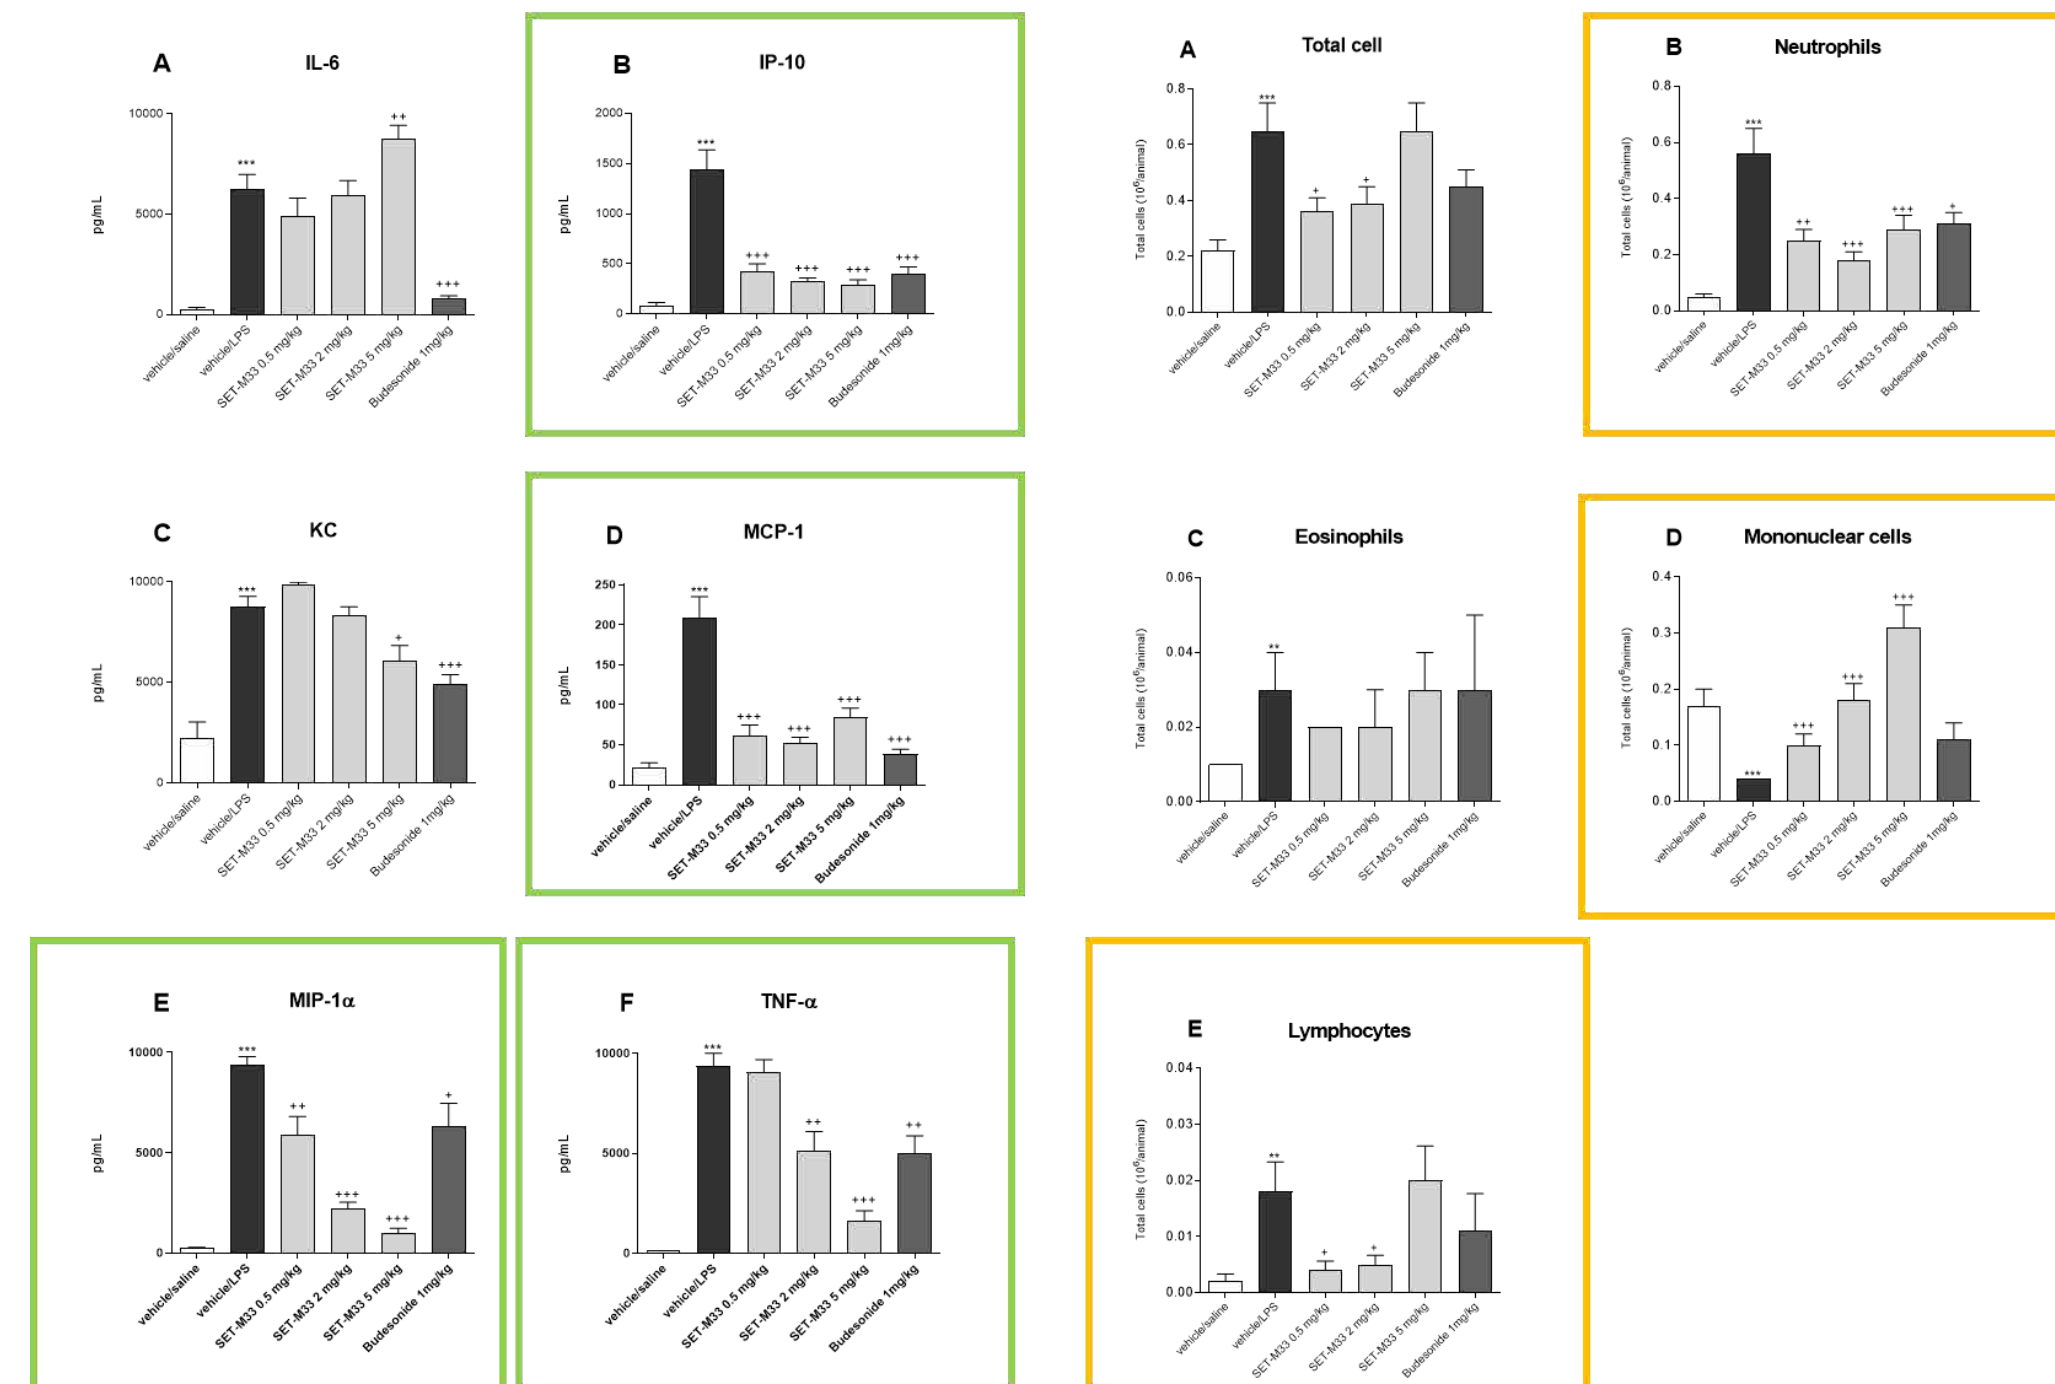 A IL-6
pg/mL
10000
5000
0
***
++
+++
vehicle/saline
vehicle/LPS
SET-M33 0.5 mg/kg
SET-M33 2 mg/kg
SET-M33 5 mg/kg
Budesonide 1mg/kg
B IP-10
pg/mL
2000
1500
1000
500
0
***
+++
+++
+++
+++
vehicle/saline
vehicle/LPS
SET-M33 0.5 mg/kg
SET-M33 2 mg/kg
SET-M33 5 mg/kg
Budesonide 1mg/kg
C KC
pg/mL
10000
5000
0
***
+
+++
vehicle/saline
vehicle/LPS
SET-M33 0.5 mg/kg
SET-M33 2 mg/kg
SET-M33 5 mg/kg
Budesonide 1mg/kg
D MCP-1
pg/mL
250
200
150
100
50
0
***
+++
+++
+++
+++
vehicle/saline
vehicle/LPS
SET-M33 0.5 mg/kg
SET-M33 2 mg/kg
SET-M33 5 mg/kg
Budesonide 1mg/kg
E MIP-1α
pg/mL
10000
5000
0
***
++
+++
+++
+
vehicle/saline
vehicle/LPS
SET-M33 0.5 mg/kg
SET-M33 2 mg/kg
SET-M33 5 mg/kg
Budesonide 1mg/kg
F TNF-α
pg/mL
10000
5000
0
***
++
+++
++
vehicle/saline
vehicle/LPS
SET-M33 0.5 mg/kg
SET-M33 2 mg/kg
SET-M33 5 mg/kg
Budesonide 1mg/kg
A Total cell
Total cells (10⁶/animal)
0.8
0.6
0.4
0.2
0.0
***
+
+
vehicle/saline
vehicle/LPS
SET-M33 0.5 mg/kg
SET-M33 2 mg/kg
SET-M33 5 mg/kg
Budesonide 1mg/kg
B Neutrophils
Total cells (10⁶/animal)
0.8
0.6
0.4
0.2
0.0
***
++
+++
+++
+
vehicle/saline
vehicle/LPS
SET-M33 0.5 mg/kg
SET-M33 2 mg/kg
SET-M33 5 mg/kg
Budesonide 1mg/kg
C Eosinophils
Total cells (10⁶/animal)
0.06
0.04
0.02
0.00
**
vehicle/saline
vehicle/LPS
SET-M33 0.5 mg/kg
SET-M33 2 mg/kg
SET-M33 5 mg/kg
Budesonide 1mg/kg
D Mononuclear cells
Total cells (10⁶/animal)
0.4
0.3
0.2
0.1
0.0
***
+++
+++
+++
vehicle/saline
vehicle/LPS
SET-M33 0.5 mg/kg
SET-M33 2 mg/kg
SET-M33 5 mg/kg
Budesonide 1mg/kg
E Lymphocytes
Total cells (10⁶/animal)
0.04
0.03
0.02
0.01
0.00
**
+
+
vehicle/saline
vehicle/LPS
SET-M33 0.5 mg/kg
SET-M33 2 mg/kg
SET-M33 5 mg/kg
Budesonide 1mg/kg